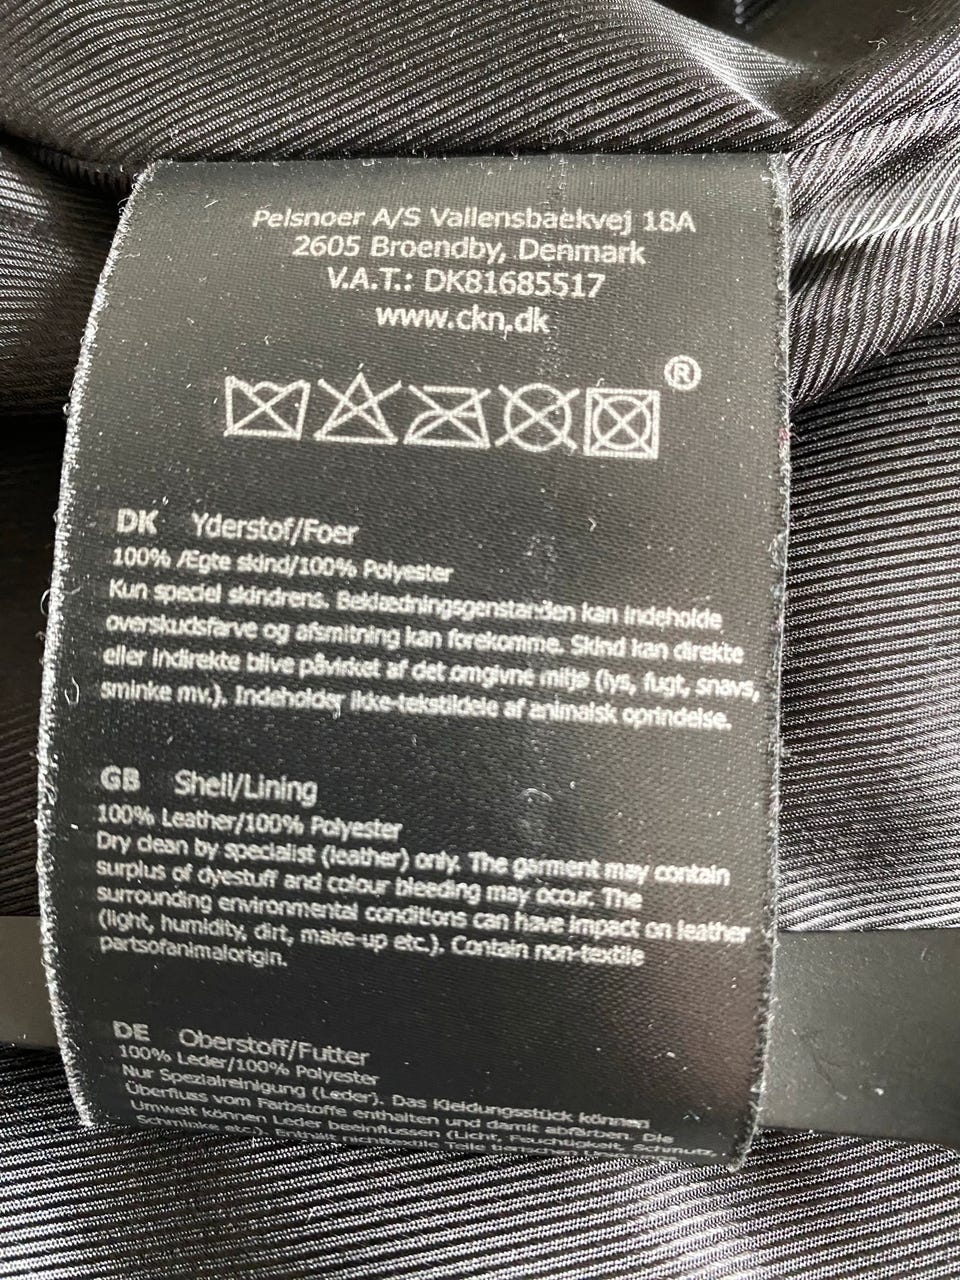 Pelsnoer A/S Vallensbaekvej 18A
2605 Broendby, Denmark
V.A.T.: DK81685517
www.ckn.dk
®
DK Yderstof/Foer
100% Ægte skind/100% Polyester
Kun speciel skindrens. Beklædningsgenstanden kan indeholde
overskudsfarve og afsmitning kan forekomme. Skind kan direkte
eller indirekte blive påvirket af det omgivne miljø (lys, fugt, snavs,
sminke mv.). Indeholder ikke-tekstildele af animalsk oprindelse.
GB Shell/Lining
100% Leather/100% Polyester
Dry clean by specialist (leather) only. The garment may contain
surplus of dyestuff and colour bleeding may occur. The
surrounding environmental conditions can have impact on leather
(light, humidity, dirt, make-up etc.). Contain non-textile
partsofanimalorigin.
DE Oberstoff/Futter
100% Leder/100% Polyester
Nur Spezialreinigung (Leder). Das Kleidungsstück können
Überfluss vom Farbstoffe enthalten und damit abfärben. Die
Umwelt können Leder beeinflussen (Licht, Feuchtigkeit, Schmutz,
Schminke etc.).